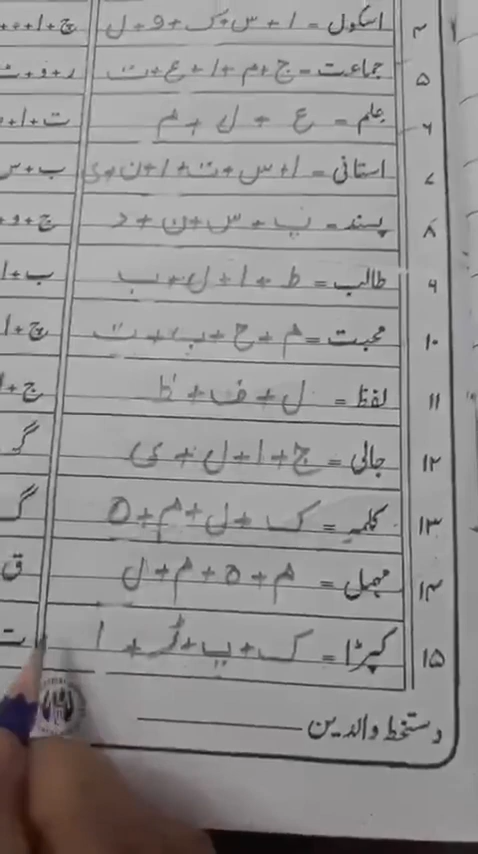 ۴ اسکول = ا + س + ک + و + ل
۵ جماعت = ج + م + ا + ع + ت
۶ علم = ع + ل + م
۷ استانی = ا + س + ت + ا + ن + ی
۸ پسند = پ + س + ن + د
۹ طالب = ط + ا + ل + ب
۱۰ محبت = م + ح + ب + ت
۱۱ لفظ = ل + ف + ظ
۱۲ جالی = ج + ا + ل + ی
۱۳ کلمہ = ک + ل + م + ہ
۱۴ مہمل = م + ہ + م + ل
۱۵ کپڑا = ک + پ + ڑ + ا
دستخط والدین